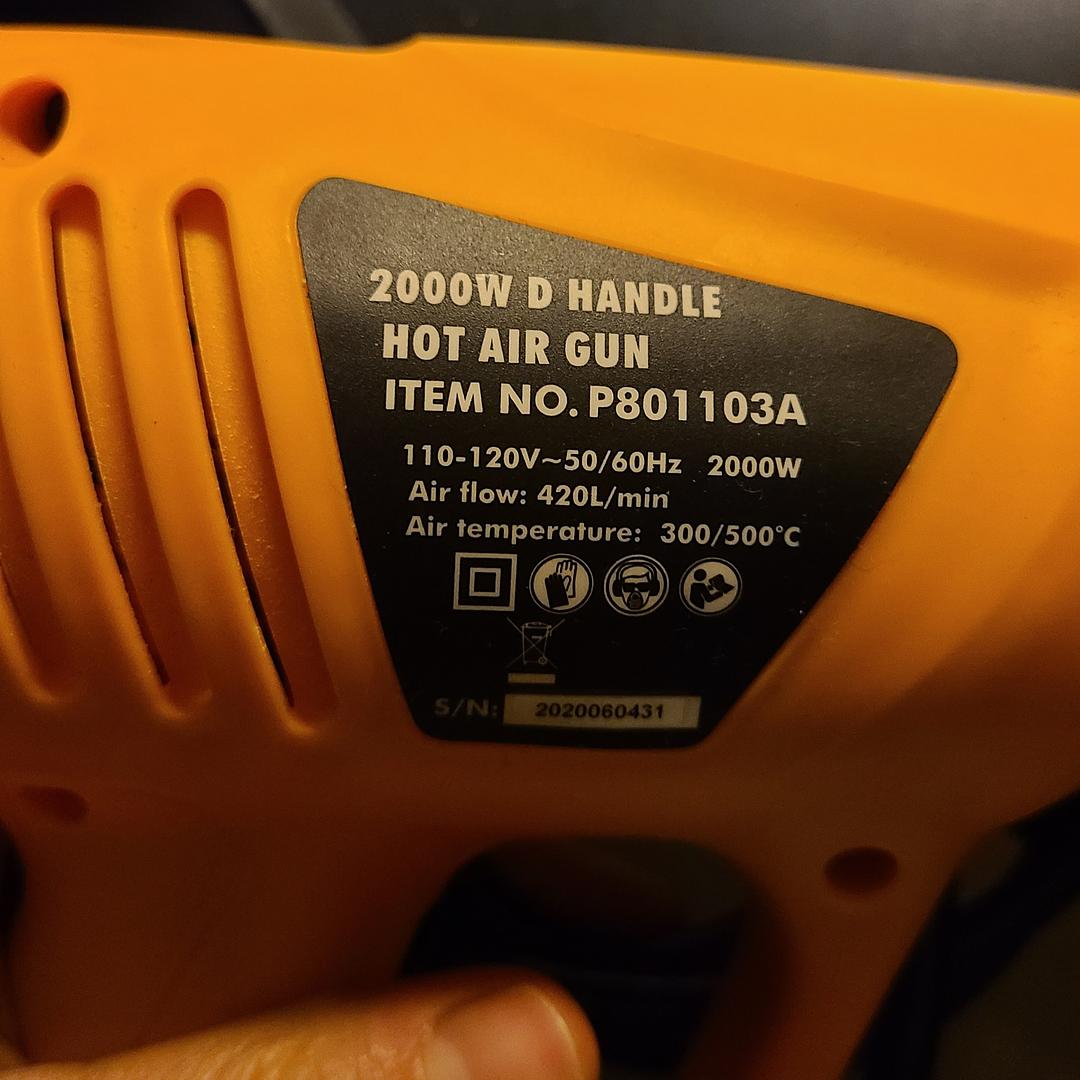 2000W D HANDLE
HOT AIR GUN
ITEM NO. P801103A
110-120V~50/60Hz 2000W
Air flow: 420L/min
Air temperature: 300/500°C
S/N: 2020060431